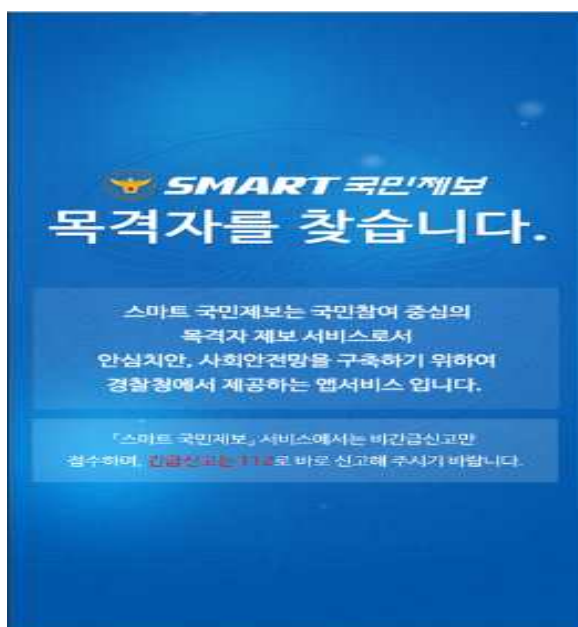 SMART 국민제보
목격자를 찾습니다.
스마트 국민제보는 국민참여 중심의
목격자 제보 서비스로서
안심치안, 사회안전망을 구축하기 위하여
경찰청에서 제공하는 앱서비스 입니다.
「스마트 국민제보」 서비스에서는 비긴급신고만
접수하며, 긴급신고는 112로 바로 신고해 주시기 바랍니다.